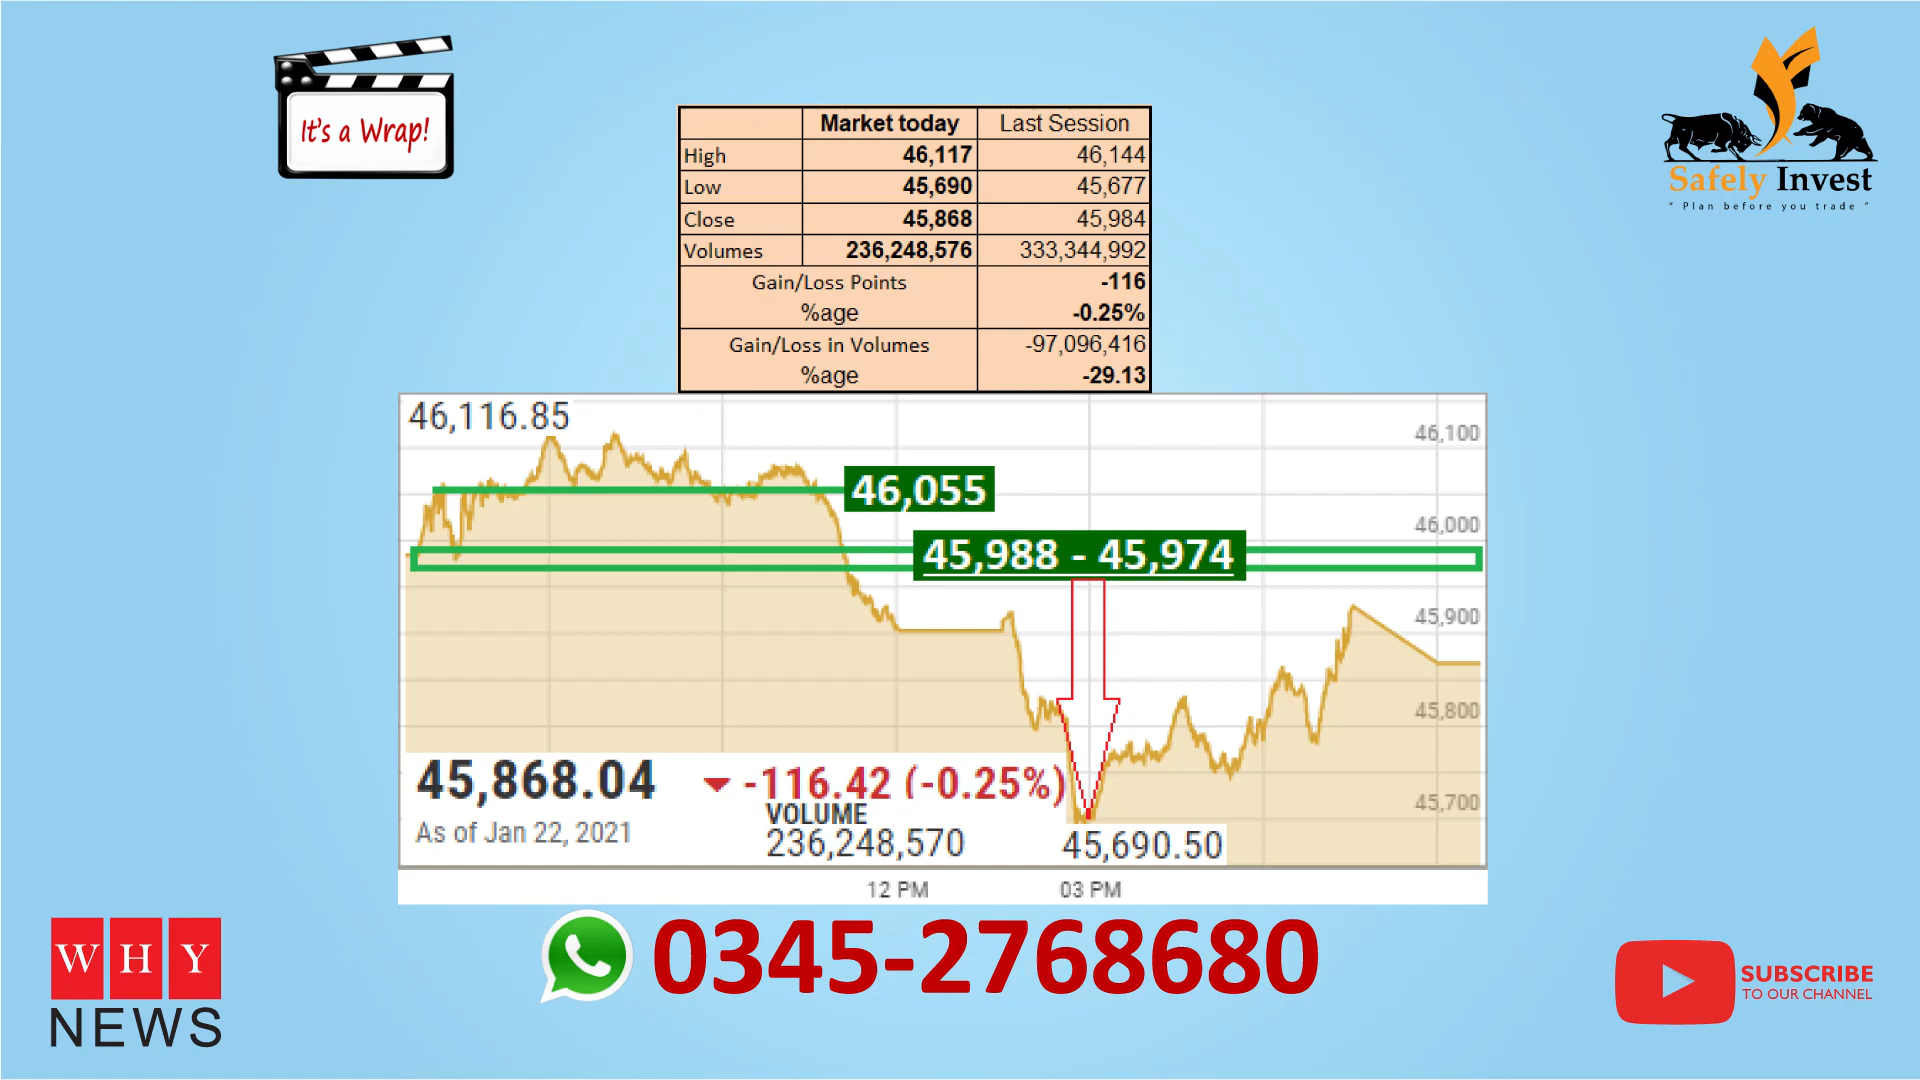 It's a Wrap!
Safely Invest
" Plan before you trade "
Market today Last Session
High 46,117 46,144
Low 45,690 45,677
Close 45,868 45,984
Volumes 236,248,576 333,344,992
Gain/Loss Points -116
%age -0.25%
Gain/Loss in Volumes -97,096,416
%age -29.13
46,116.85
46,100
46,055
46,000
45,988 - 45,974
45,900
45,800
45,700
45,868.04 -116.42 (-0.25%)
VOLUME
As of Jan 22, 2021
236,248,570
45,690.50
12 PM 03 PM
0345-2768680
WHY
NEWS
SUBSCRIBE
TO OUR CHANNEL